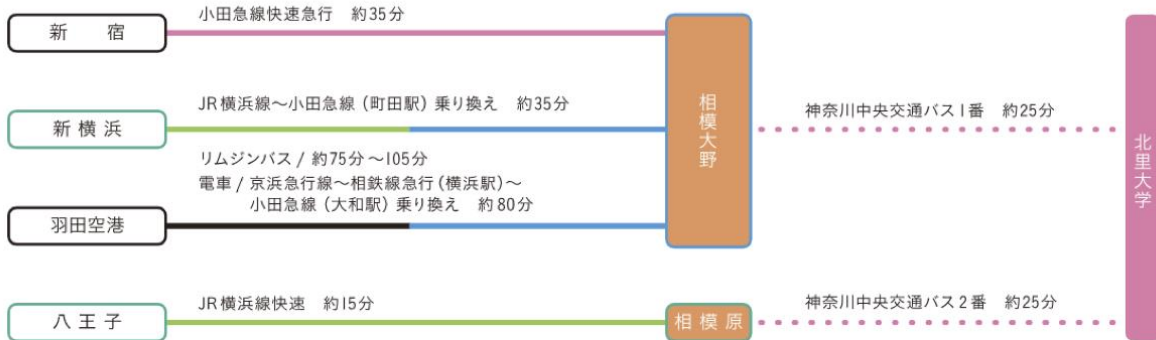 新宿
小田急線快速急行 約35分
新横浜
JR横浜線〜小田急線（町田駅）乗り換え 約35分
リムジンバス / 約75分〜105分
電車 / 京浜急行線〜相鉄線急行（横浜駅）〜
小田急線（大和駅）乗り換え 約80分
羽田空港
相模大野
神奈川中央交通バス1番 約25分
八王子
JR横浜線快速 約15分
相模原
神奈川中央交通バス2番 約25分
北里大学